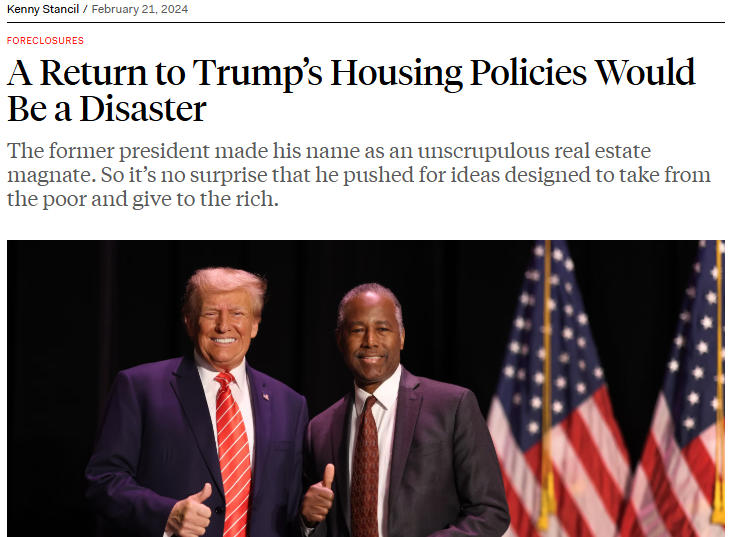 Kenny Stancil / February 21, 2024
FORECLOSURES
A Return to Trump’s Housing Policies Would
Be a Disaster
The former president made his name as an unscrupulous real estate
magnate. So it’s no surprise that he pushed for ideas designed to take from
the poor and give to the rich.